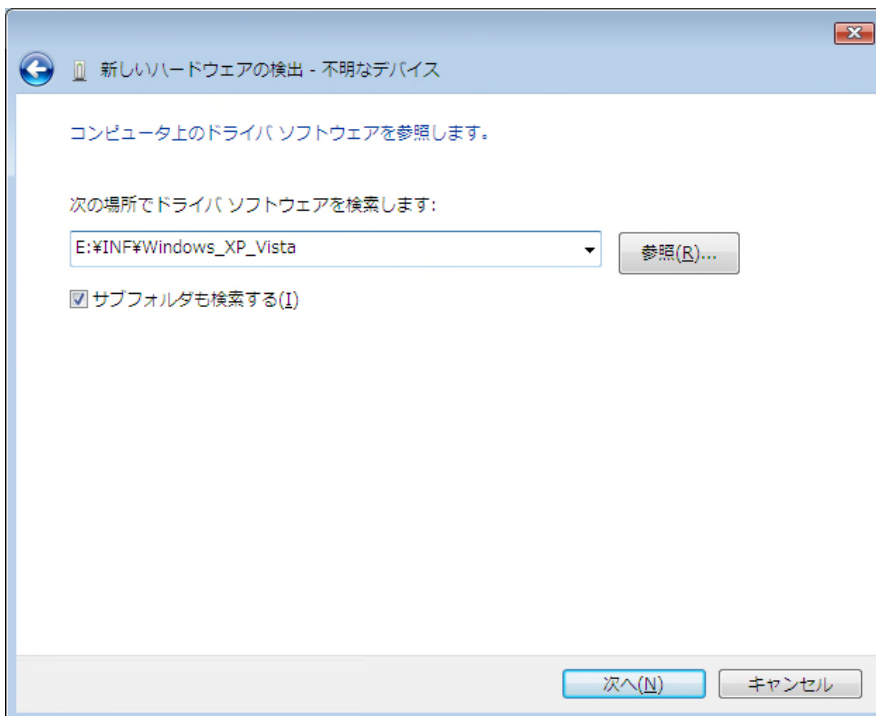 新しいハードウェアの検出 - 不明なデバイス
コンピュータ上のドライバ ソフトウェアを参照します。
次の場所でドライバ ソフトウェアを検索します:
E:¥INF¥Windows_XP_Vista
参照(R)...
サブフォルダも検索する(I)
次へ(N)
キャンセル